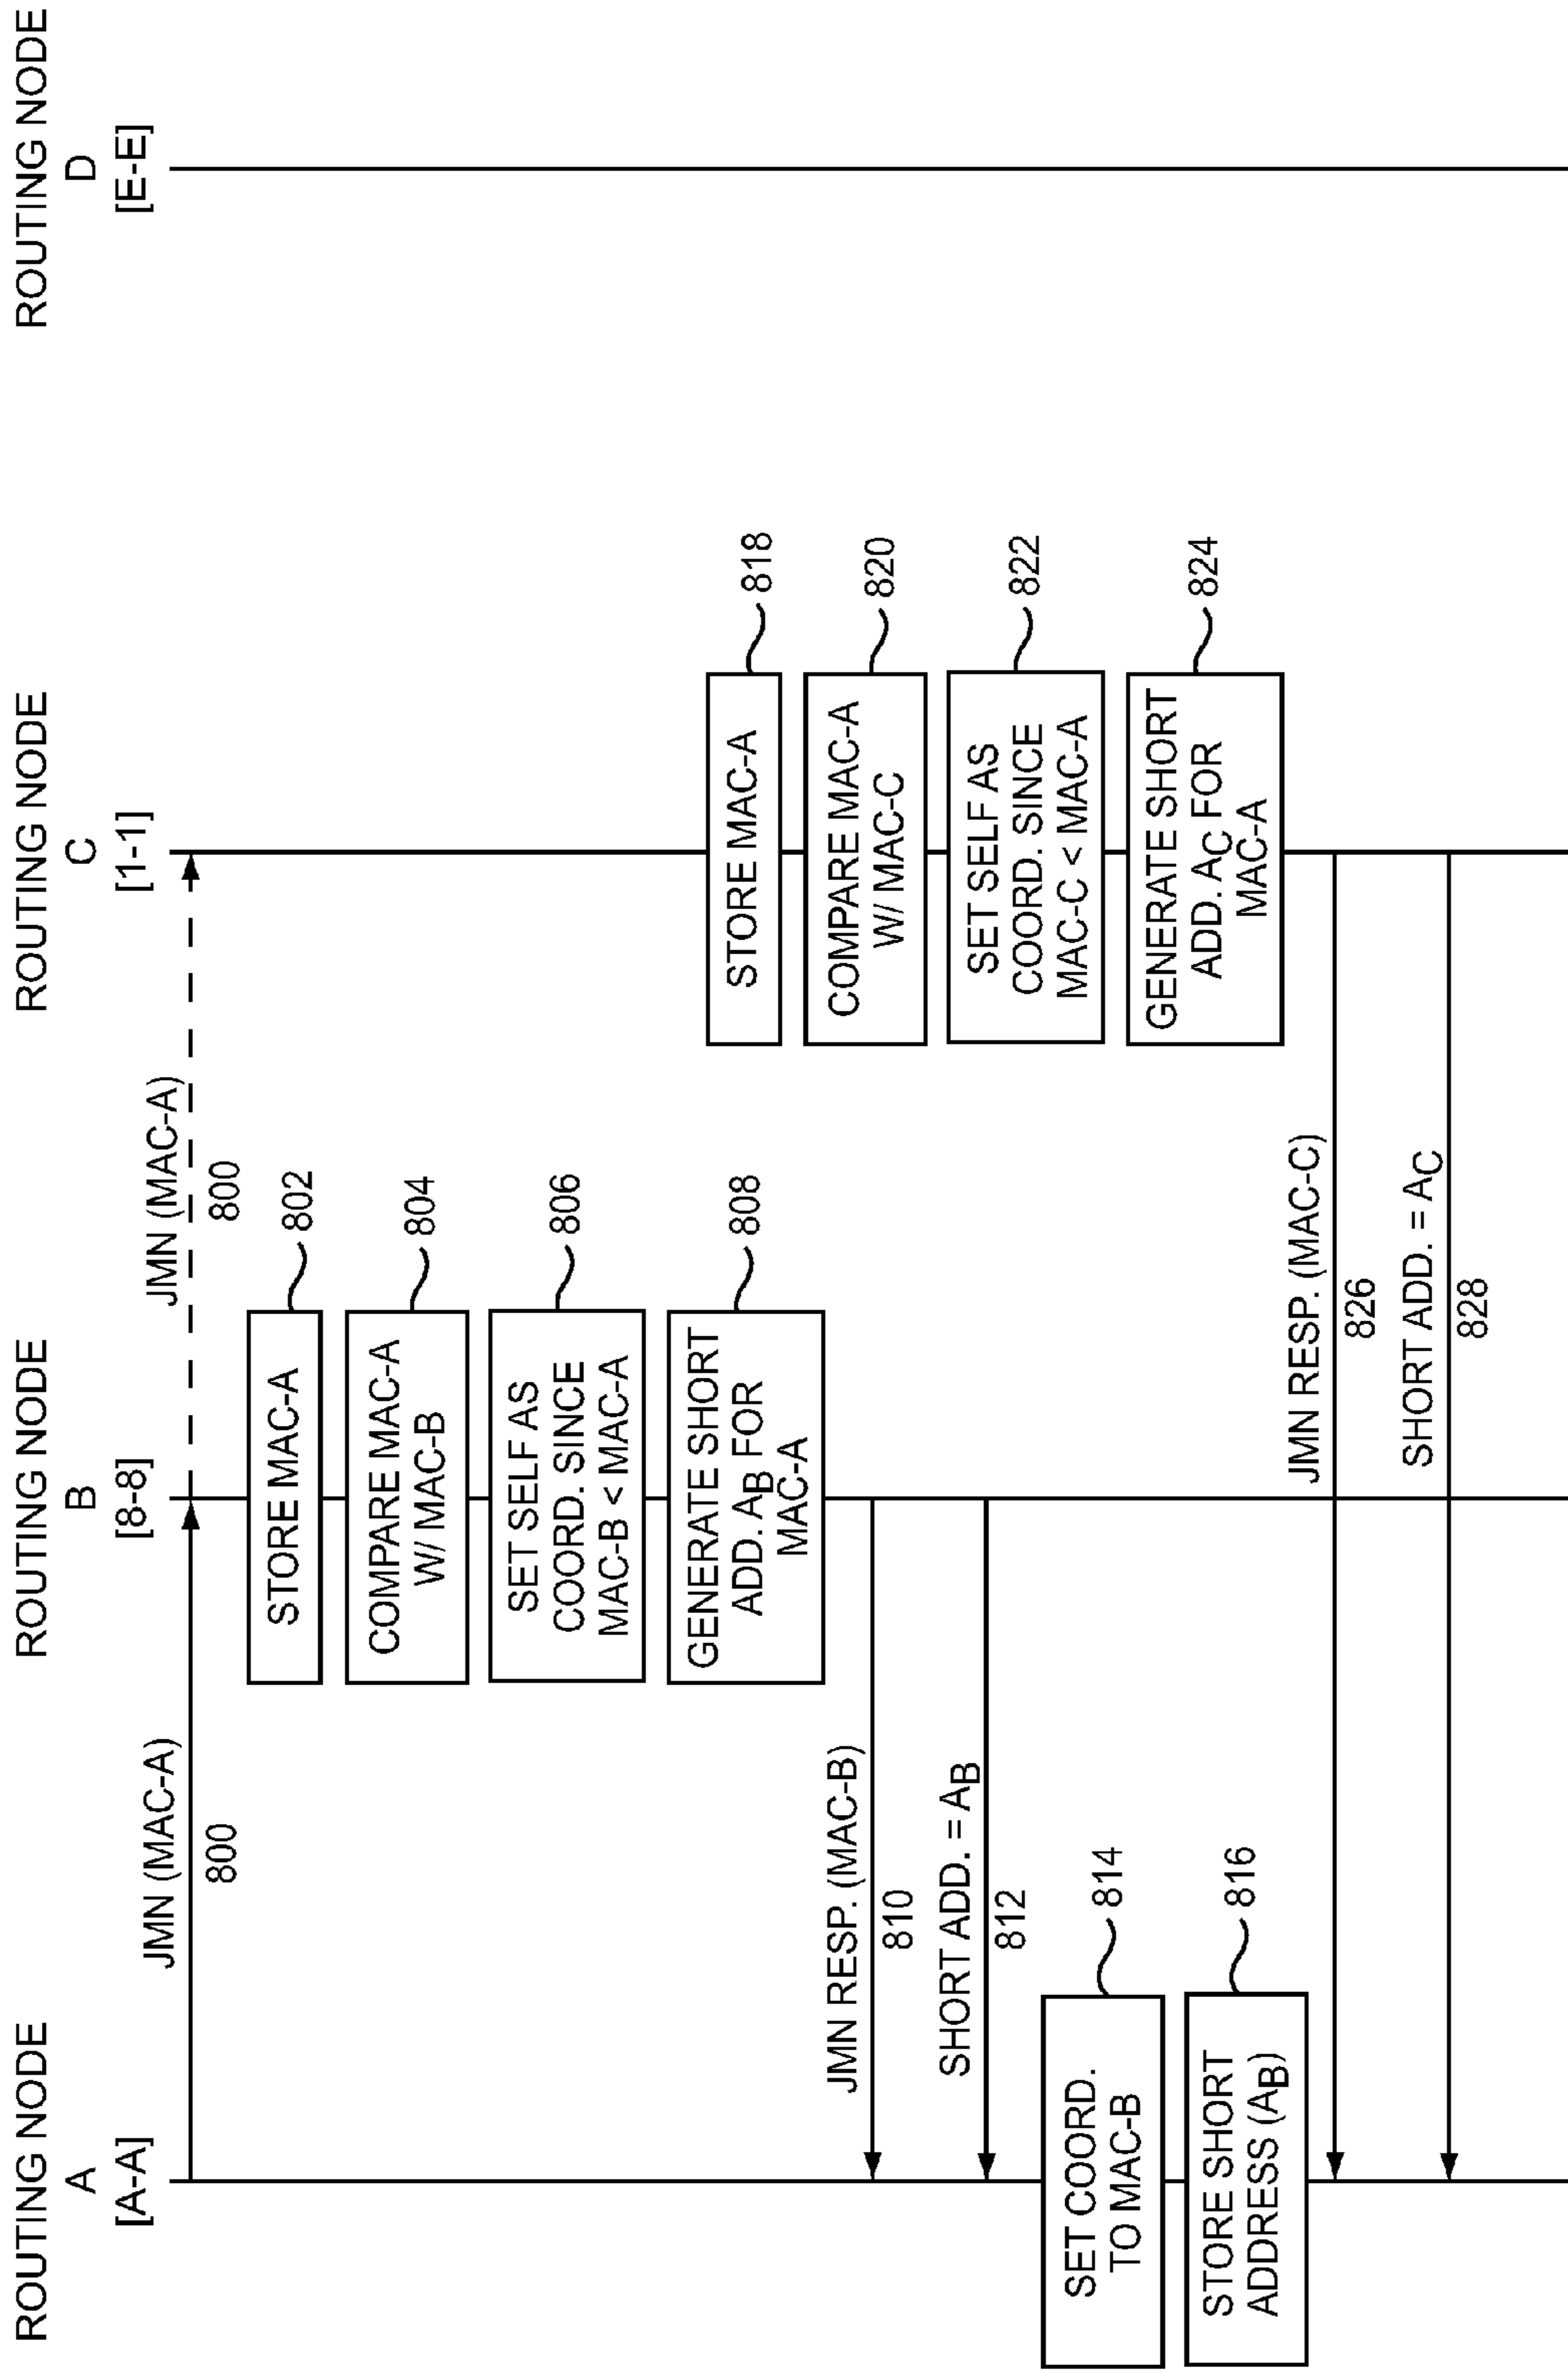 ROUTING NODE
A
[A-A]
ROUTING NODE
B
[8-8]
ROUTING NODE
C
[1-1]
ROUTING NODE
D
[E-E]
JMN (MAC-A)
800
JMN (MAC-A)
800
STORE MAC-A
802
COMPARE MAC-A
W/ MAC-B
804
SET SELF AS
COORD. SINCE
MAC-B < MAC-A
806
GENERATE SHORT
ADD. AB FOR
MAC-A
808
JMN RESP. (MAC-B)
810
SHORT ADD. = AB
812
SET COORD.
TO MAC-B
814
STORE SHORT
ADDRESS (AB)
816
STORE MAC-A
818
COMPARE MAC-A
W/ MAC-C
820
SET SELF AS
COORD. SINCE
MAC-C < MAC-A
822
GENERATE SHORT
ADD. AC FOR
MAC-A
824
JMN RESP. (MAC-C)
826
SHORT ADD. = AC
828